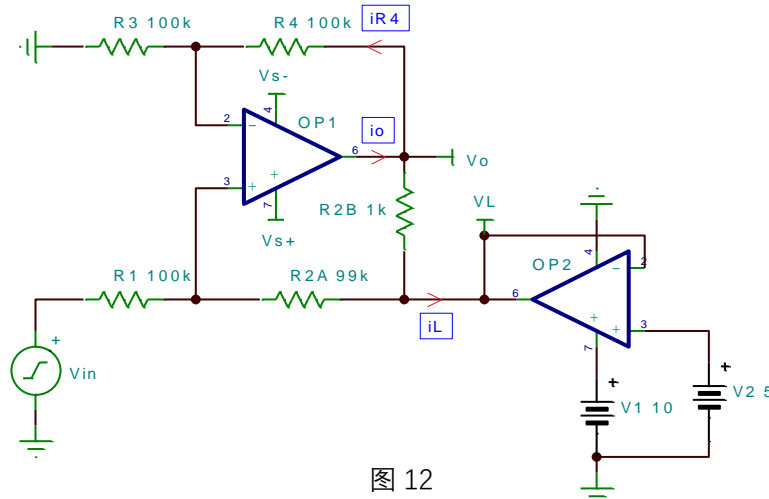 R3 100k
R4 100k
iR4
Vs-
4
OP1
2
io
6
Vo
3
7
Vs+
R2B 1k
VL
4
OP2
2
6
3
7
R1 100k
R2A 99k
iL
+
Vin
+
V1 10
+
V2 5
图 12